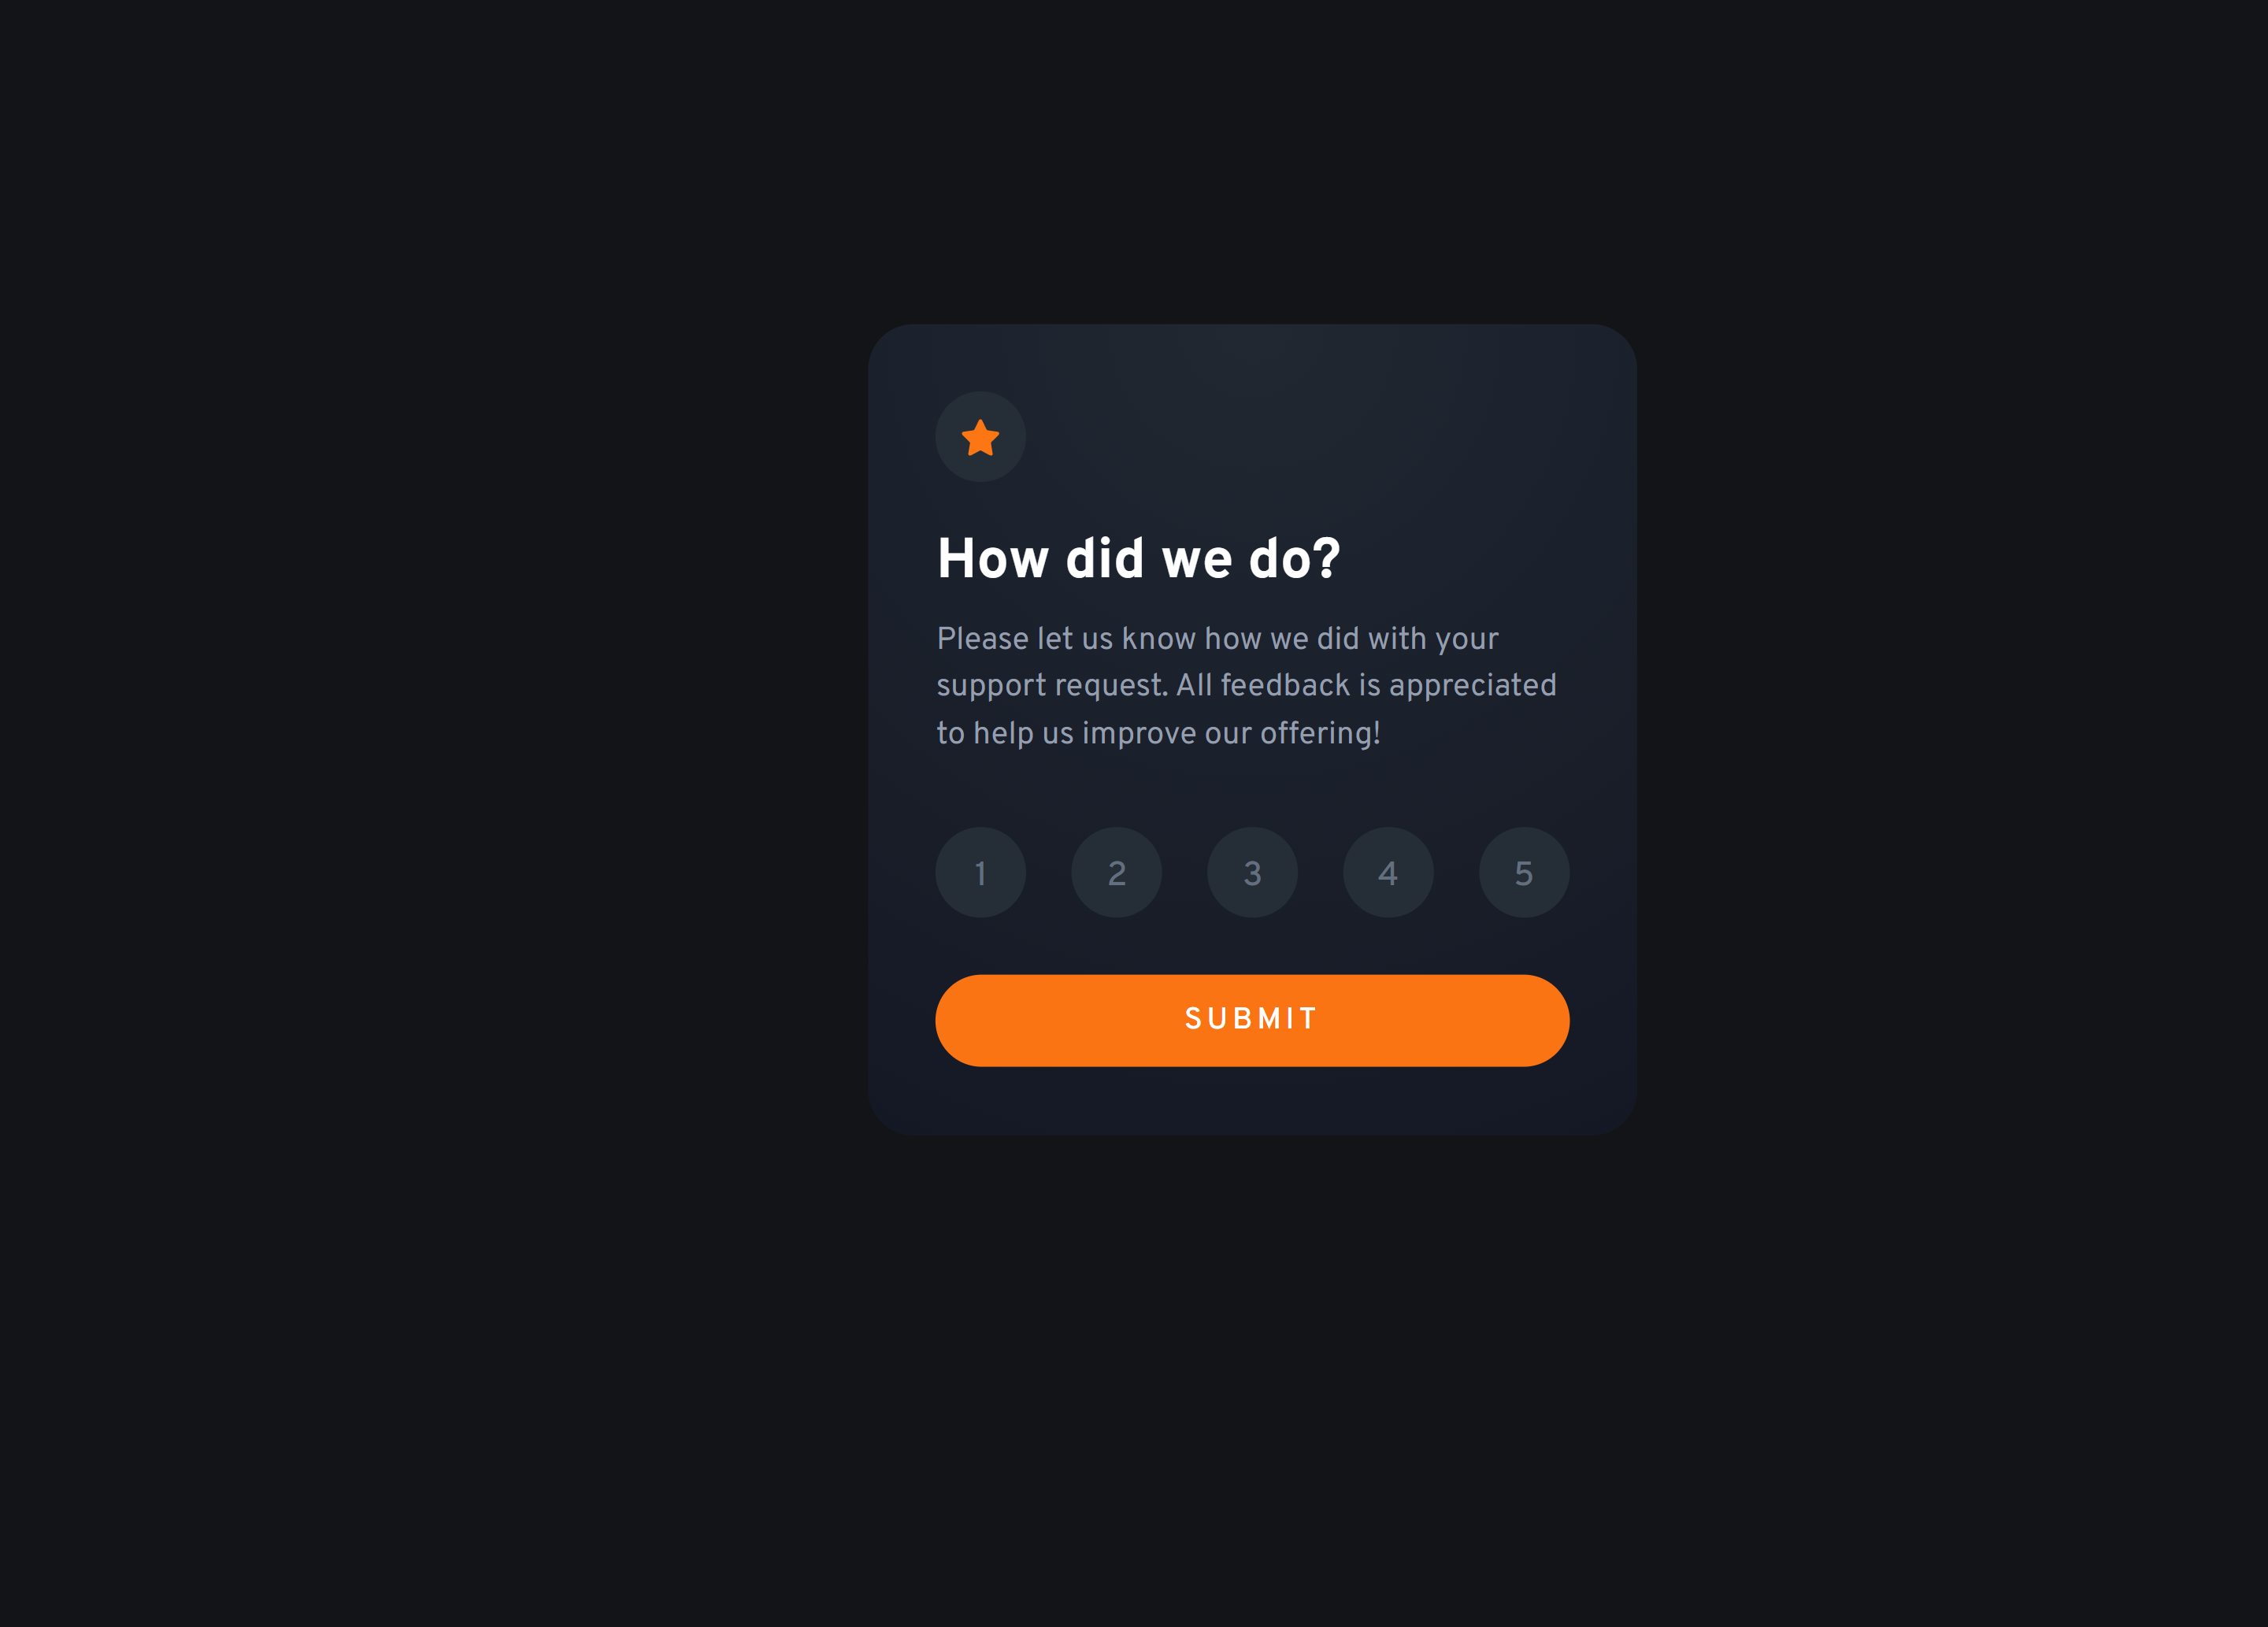 How did we do?
Please let us know how we did with your
support request. All feedback is appreciated
to help us improve our offering!
1 2 3 4 5
SUBMIT